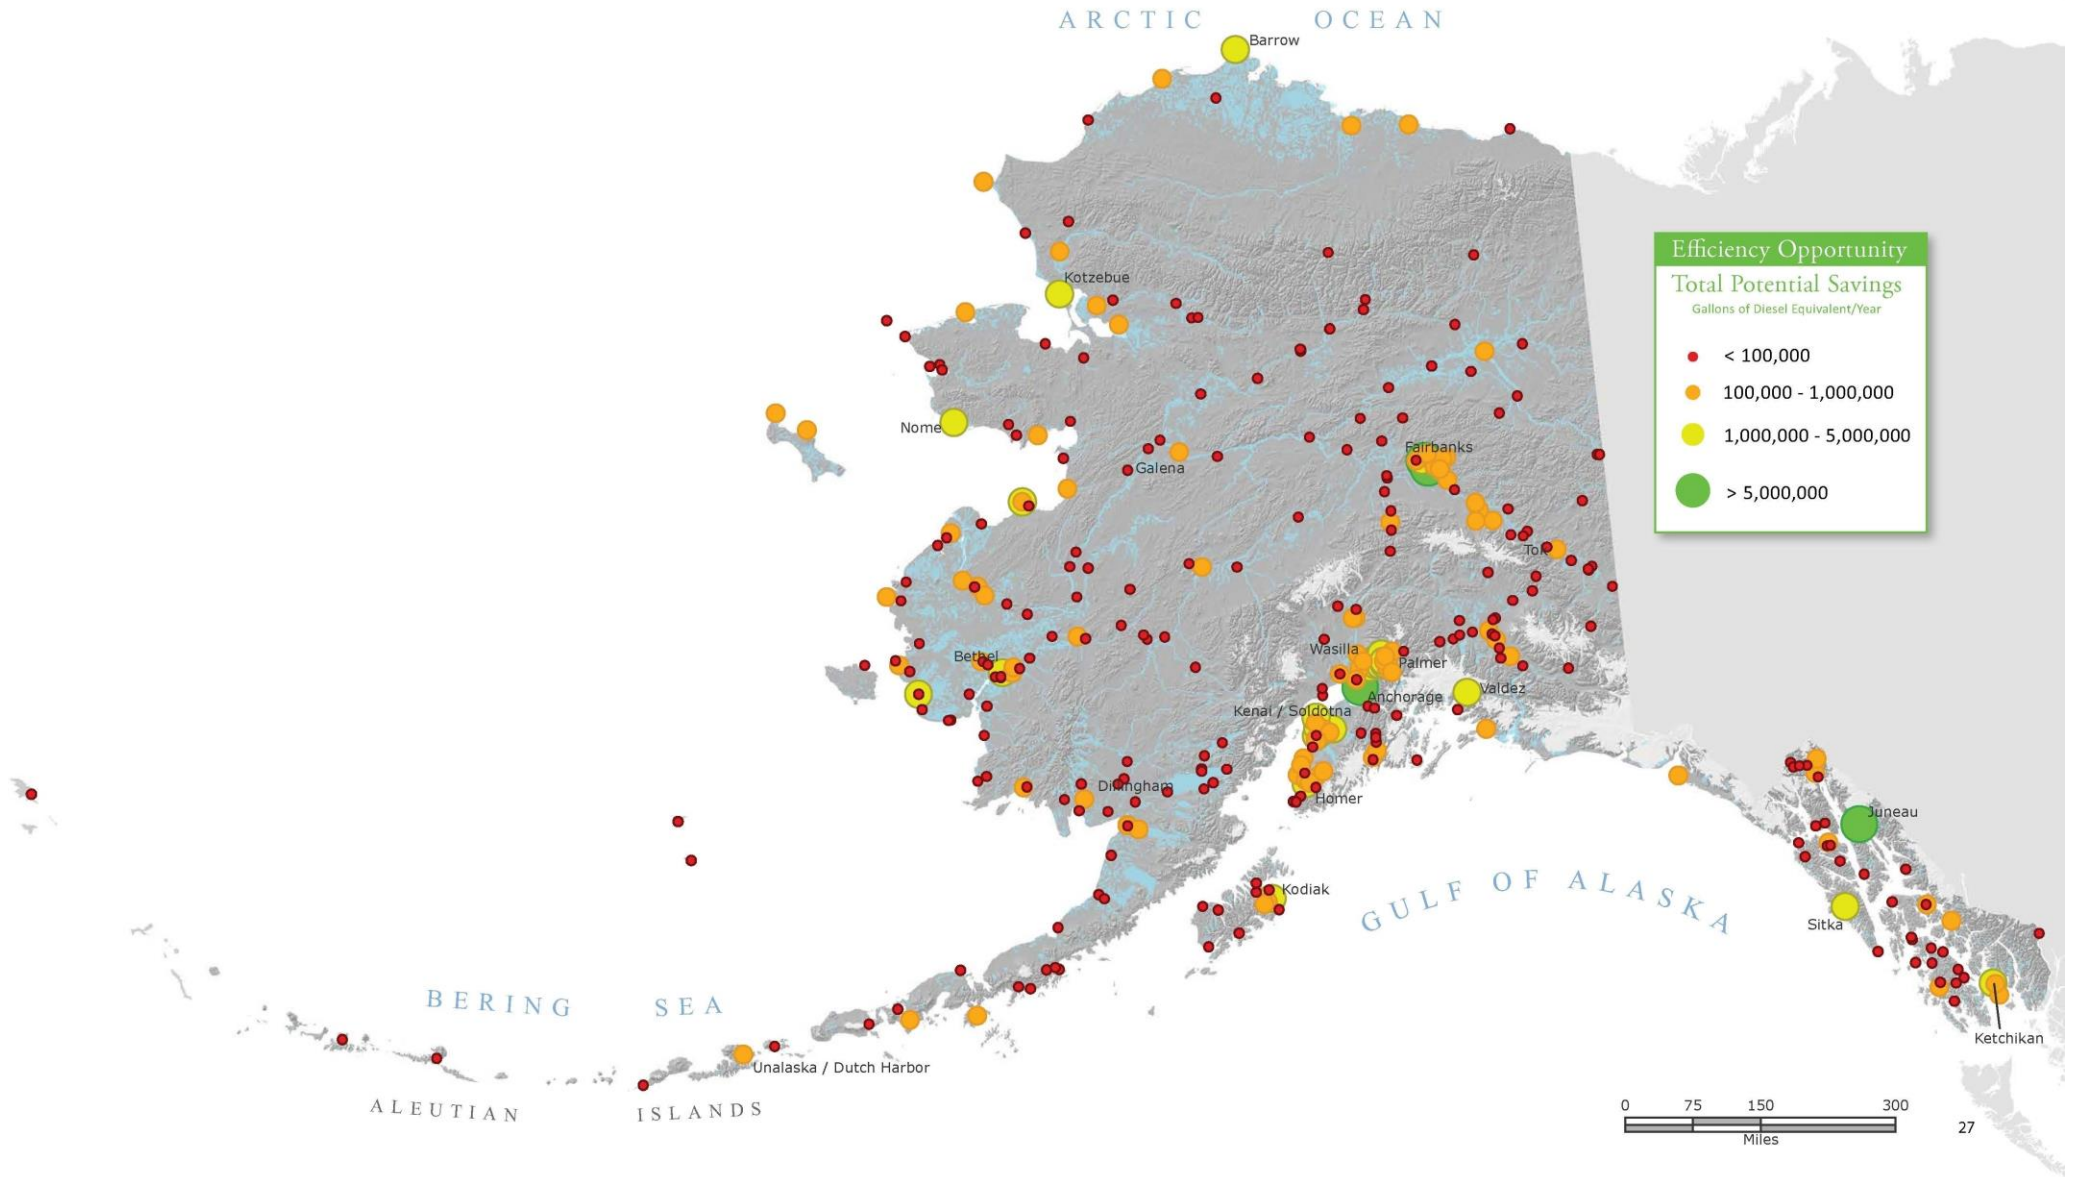 ARCTIC OCEAN
Barrow
Efficiency Opportunity
Total Potential Savings
Gallons of Diesel Equivalent/Year
< 100,000
100,000 - 1,000,000
1,000,000 - 5,000,000
> 5,000,000
Kotzebue
Nome
Fairbanks
Galena
Tok
Wasilla
Bethel
Palmer
Valdez
Anchorage
Kenai / Soldotna
Dillingham
Homer
Juneau
Kodiak
GULF OF ALASKA
Sitka
BERING SEA
Ketchikan
Unalaska / Dutch Harbor
ALEUTIAN ISLANDS
0 75 150 300
Miles
27